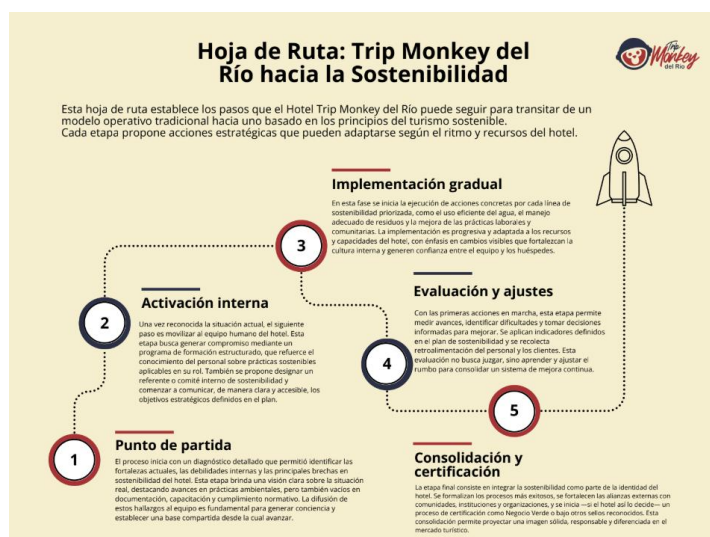 Hoja de Ruta: Trip Monkey del
Río hacia la Sostenibilidad
Trip
Monkey
del Río
Esta hoja de ruta establece los pasos que el Hotel Trip Monkey del Río puede seguir para transitar de un
modelo operativo tradicional hacia uno basado en los principios del turismo sostenible.
Cada etapa propone acciones estratégicas que pueden adaptarse según el ritmo y recursos del hotel.
Implementación gradual
En esta fase se inicia la ejecución de acciones concretas por cada línea de
sostenibilidad priorizada, como el uso eficiente del agua, el manejo
adecuado de residuos y la mejora de las prácticas laborales y
comunitarias. La implementación es progresiva y adaptada a los recursos
y capacidades del hotel, con énfasis en cambios visibles que fortalezcan la
cultura interna y generen confianza entre el equipo y los huéspedes.
3
Activación interna
Una vez reconocida la situación actual, el siguiente
paso es movilizar al equipo humano del hotel. Esta
etapa busca generar compromiso mediante un
programa de formación estructurado, que refuerce el
conocimiento del personal sobre prácticas sostenibles
aplicables en su rol. También se propone designar un
referente o comité interno de sostenibilidad y
comenzar a comunicar, de manera clara y accesible, los
objetivos estratégicos definidos en el plan.
2
Evaluación y ajustes
Con las primeras acciones en marcha, esta etapa permite
medir avances, identificar dificultades y tomar decisiones
informadas para mejorar. Se aplican indicadores definidos
en el plan de sostenibilidad y se recolecta
retroalimentación del personal y los clientes. Esta
evaluación no busca juzgar, sino aprender y ajustar el
rumbo para consolidar un sistema de mejora continua.
4
5
1
Punto de partida
El proceso inicia con un diagnóstico detallado que permitió identificar las
fortalezas actuales, las debilidades internas y las principales brechas en
sostenibilidad del hotel. Esta etapa brinda una visión clara sobre la situación
real, destacando avances en prácticas ambientales, pero también vacíos en
documentación, capacitación y cumplimiento normativo. La difusión de
estos hallazgos al equipo es fundamental para generar conciencia y
establecer una base compartida desde la cual avanzar.
Consolidación y
certificación
La etapa final consiste en integrar la sostenibilidad como parte de la identidad del
hotel. Se formalizan los procesos más exitosos, se fortalecen las alianzas externas con
comunidades, instituciones y organizaciones, y se inicia —si el hotel así lo decide— un
proceso de certificación como Negocio Verde o bajo otros sellos reconocidos. Esta
consolidación permite proyectar una imagen sólida, responsable y diferenciada en el
mercado turístico.